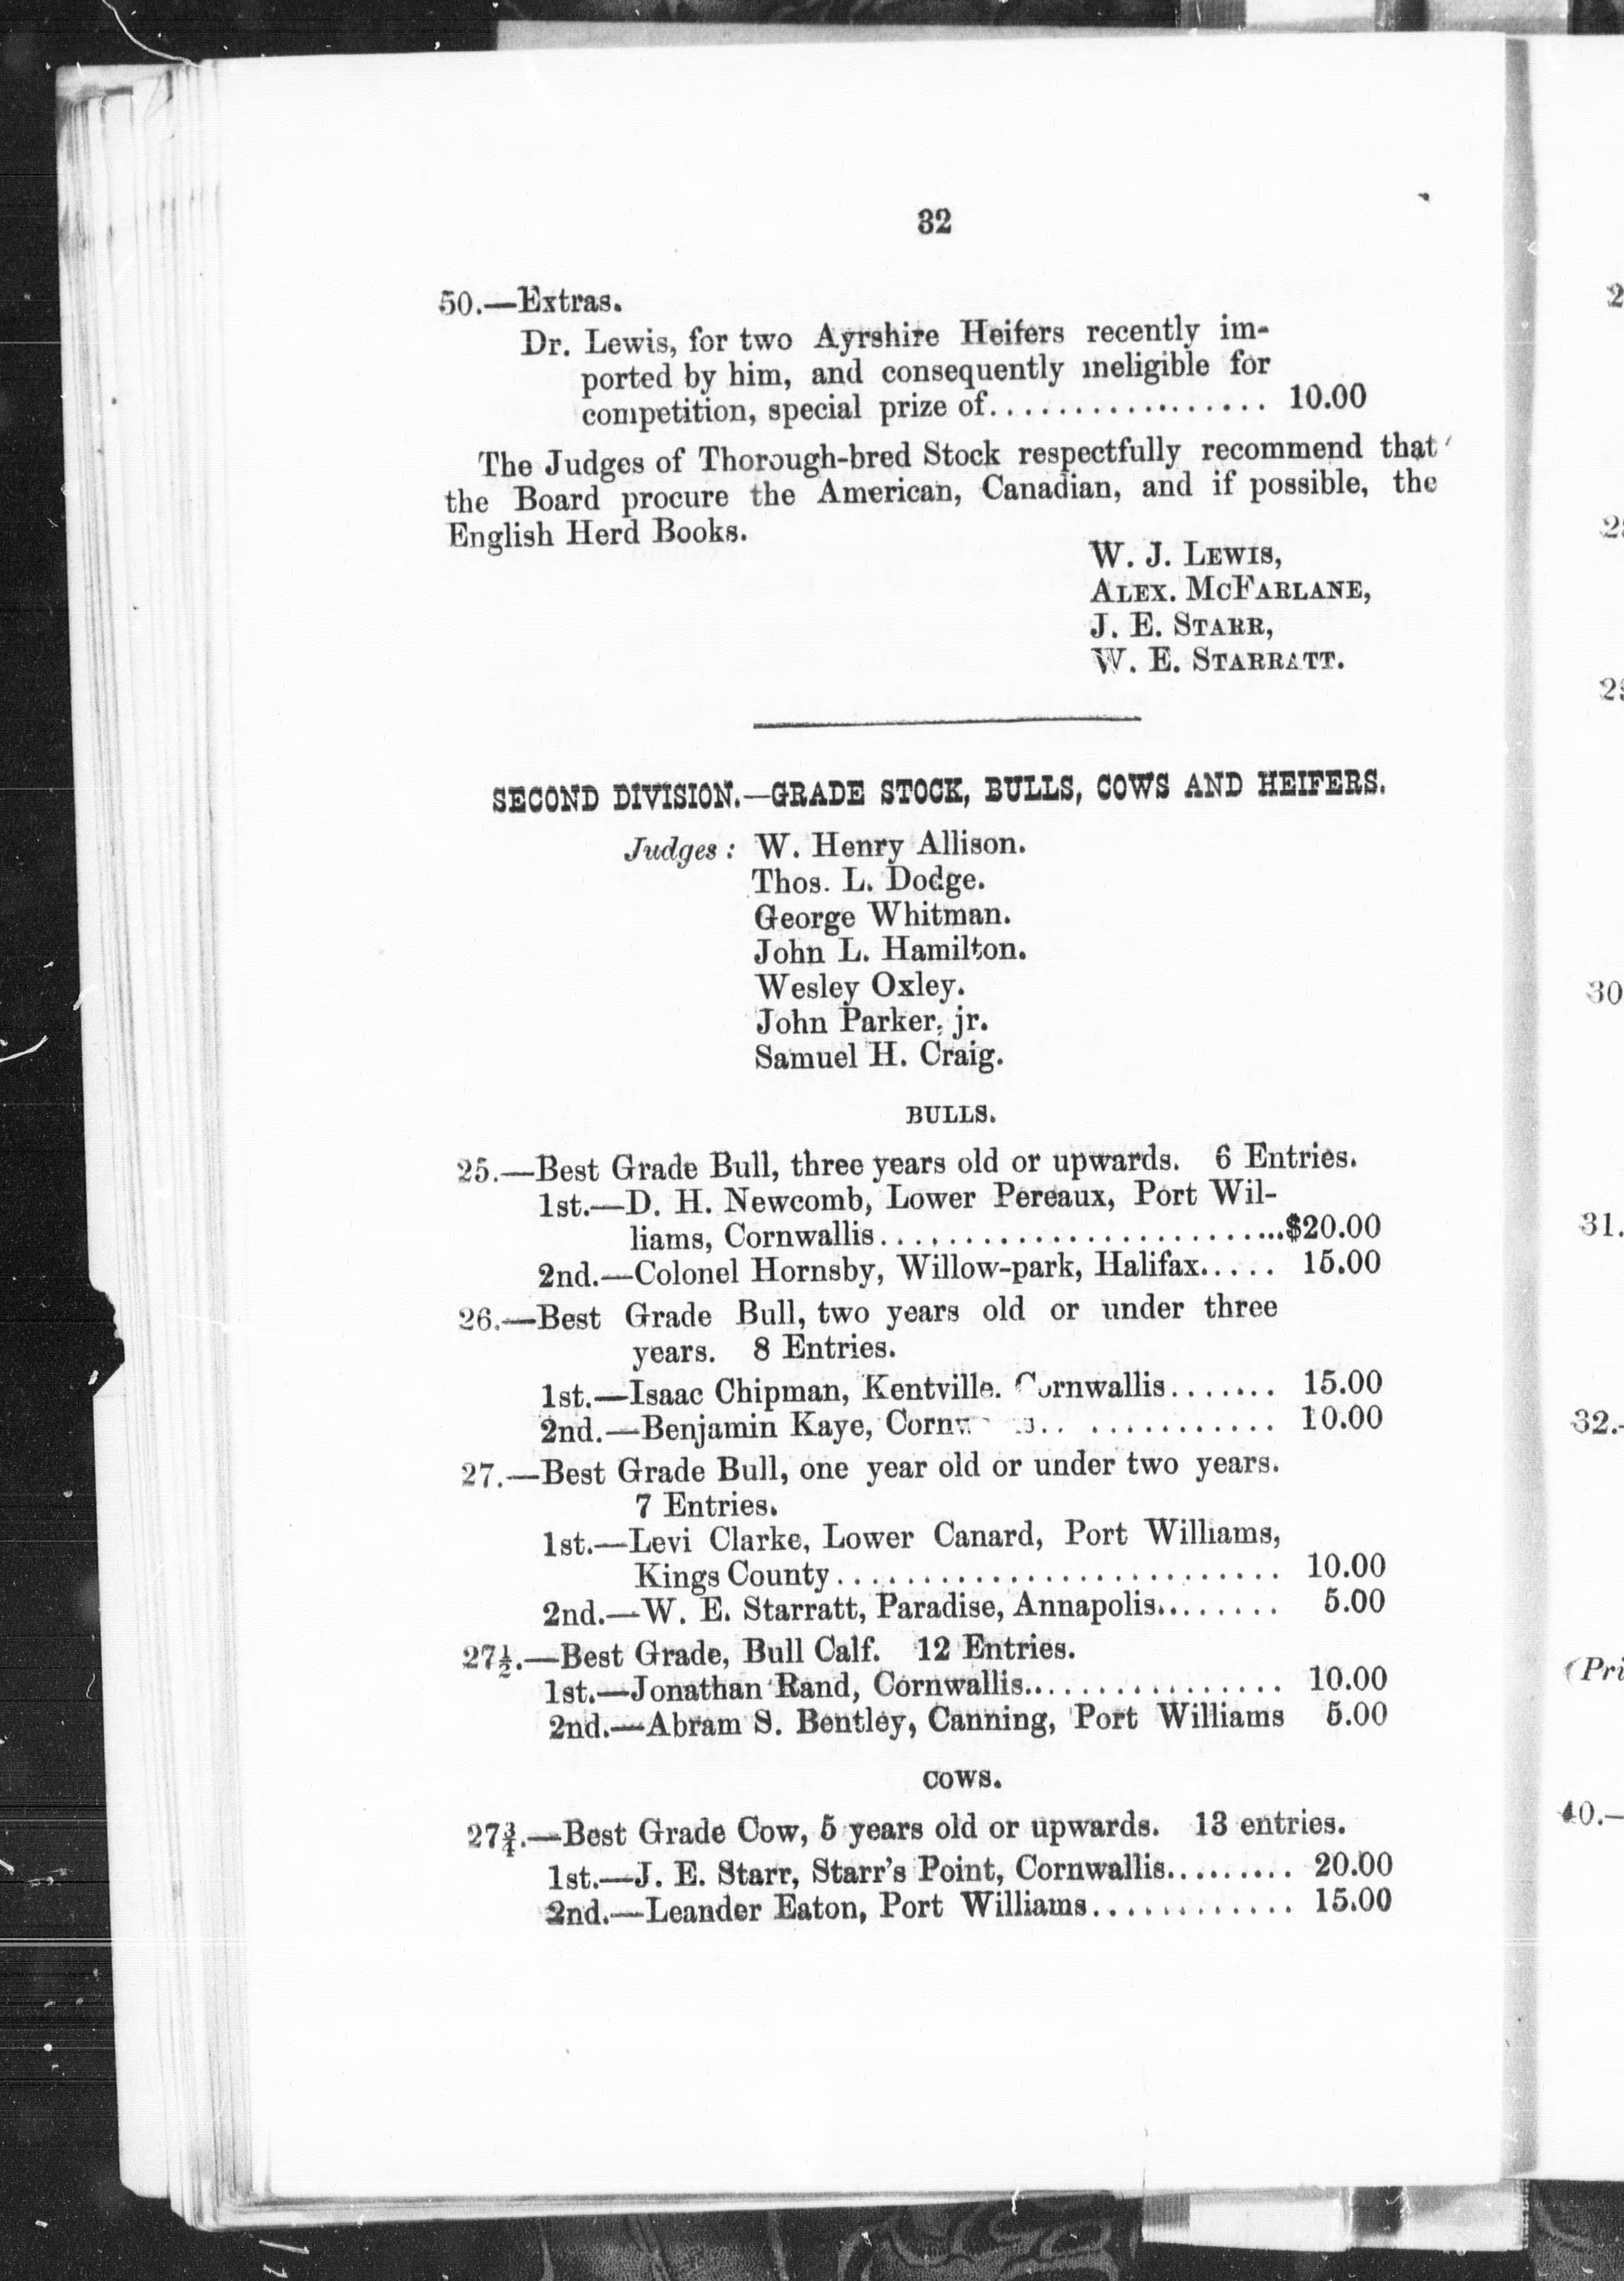 32
50.—Extras.
Dr. Lewis, for two Ayrshire Heifers recently im-
ported by him, and consequently ineligible for
competition, special prize of................ 10.00
The Judges of Thorough-bred Stock respectfully recommend that
the Board procure the American, Canadian, and if possible, the
English Herd Books.
W. J. LEWIS,
ALEX. MCFARLANE,
J. E. STARR,
W. E. STARRATT.
SECOND DIVISION.—GRADE STOCK, BULLS, COWS AND HEIFERS.
Judges: W. Henry Allison.
Thos. L. Dodge.
George Whitman.
John L. Hamilton.
Wesley Oxley.
John Parker, jr.
Samuel H. Craig.
BULLS.
25.—Best Grade Bull, three years old or upwards. 6 Entries.
1st.—D. H. Newcomb, Lower Pereaux, Port Wil-
liams, Cornwallis........................$20.00
2nd.—Colonel Hornsby, Willow-park, Halifax..... 15.00
26.—Best Grade Bull, two years old or under three
years. 8 Entries.
1st.—Isaac Chipman, Kentville. Cornwallis....... 15.00
2nd.—Benjamin Kaye, ............. 10.00
27.—Best Grade Bull, one year old or under two years.
7 Entries.
1st.—Levi Clarke, Lower Canard, Port Williams,
Kings County.......................... 10.00
2nd.—W. E. Starratt, Paradise, Annapolis........ 5.00
27½.—Best Grade, Bull Calf. 12 Entries.
1st.—Jonathan Rand, Cornwallis................ 10.00
2nd.—Abram S. Bentley, Canning, Port Williams 5.00
COWS.
27¾.—Best Grade Cow, 5 years old or upwards. 13 entries.
1st.—J. E. Starr, Starr's Point, Cornwallis......... 20.00
2nd.—Leander Eaton, Port Williams............ 15.00
30
31.
32.-
(Pri
40.—